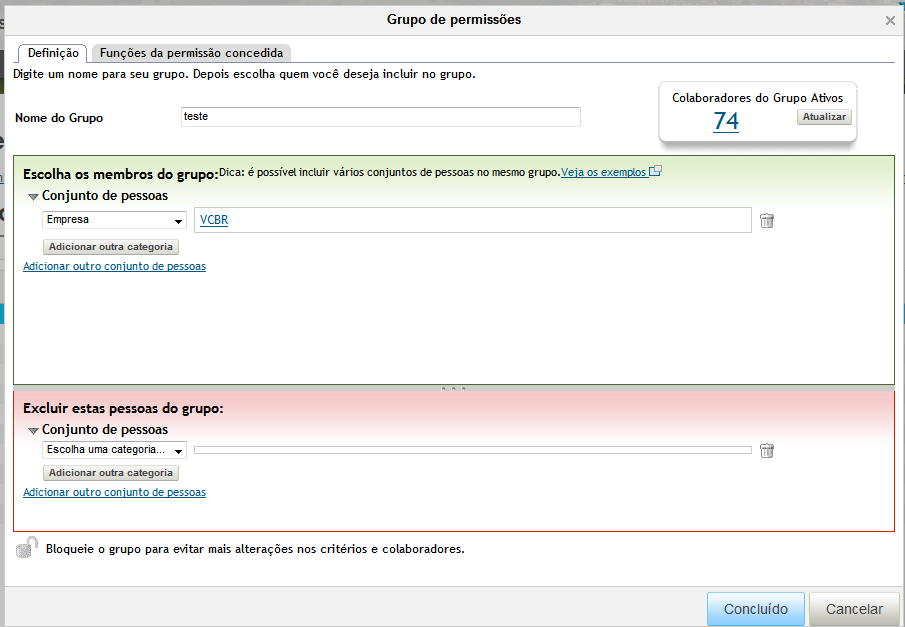 Grupo de permissões
Definição
Funções da permissão concedida
Digite um nome para seu grupo. Depois escolha quem você deseja incluir no grupo.
Colaboradores do Grupo Ativos
74
Atualizar
Nome do Grupo
teste
Escolha os membros do grupo:Dica: é possível incluir vários conjuntos de pessoas no mesmo grupo.Veja os exemplos
Conjunto de pessoas
Empresa
VCBR
Adicionar outra categoria
Adicionar outro conjunto de pessoas
Excluir estas pessoas do grupo:
Conjunto de pessoas
Escolha uma categoria...
Adicionar outra categoria
Adicionar outro conjunto de pessoas
Bloqueie o grupo para evitar mais alterações nos critérios e colaboradores.
Concluído
Cancelar